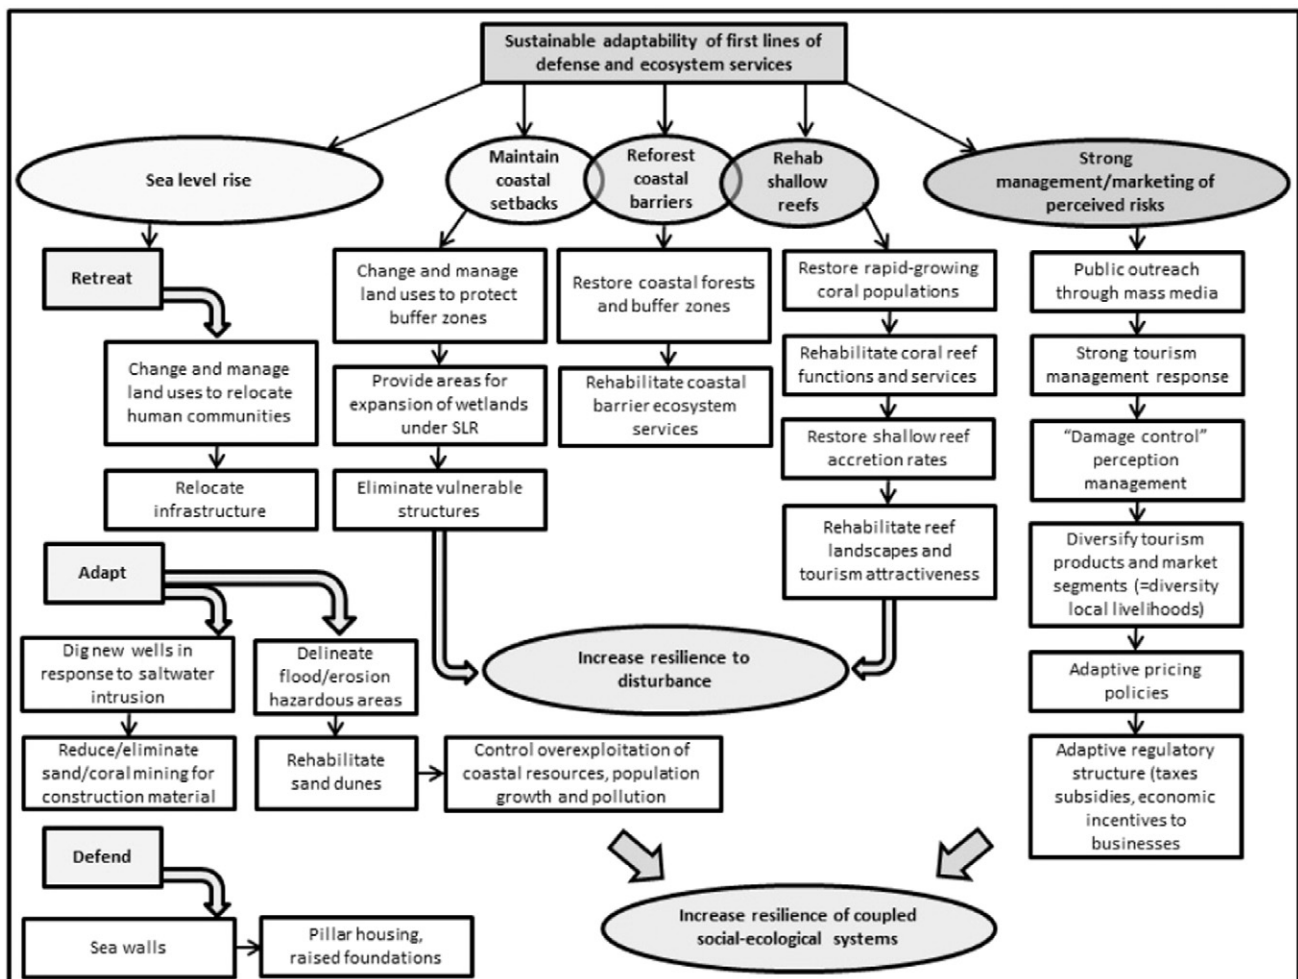 Sustainable adaptability of first lines of
defense and ecosystem services
Sea level rise
Maintain
coastal
setbacks
Reforest
coastal
barriers
Rehab
shallow
reefs
Strong
management/marketing of
perceived risks
Retreat
Change and manage
land uses to relocate
human communities
Relocate
infrastructure
Change and manage
land uses to protect
buffer zones
Provide areas for
expansion of wetlands
under SLR
Eliminate vulnerable
structures
Restore coastal forests
and buffer zones
Rehabilitate coastal
barrier ecosystem
services
Restore rapid-growing
coral populations
Rehabilitate coral reef
functions and services
Restore shallow reef
accretion rates
Rehabilitate reef
landscapes and
tourism attractiveness
Public outreach
through mass media
Strong tourism
management response
“Damage control”
perception
management
Diversify tourism
products and market
segments (=diversity
local livelihoods)
Adaptive pricing
policies
Adaptive regulatory
structure (taxes
subsidies, economic
incentives to
businesses
Adapt
Dig new wells in
response to saltwater
intrusion
Reduce/eliminate
sand/coral mining for
construction material
Delineate
flood/erosion
hazardous areas
Rehabilitate
sand dunes
Control overexploitation of
coastal resources, population
growth and pollution
Increase resilience to
disturbance
Defend
Sea walls
Pillar housing,
raised foundations
Increase resilience of coupled
social-ecological systems